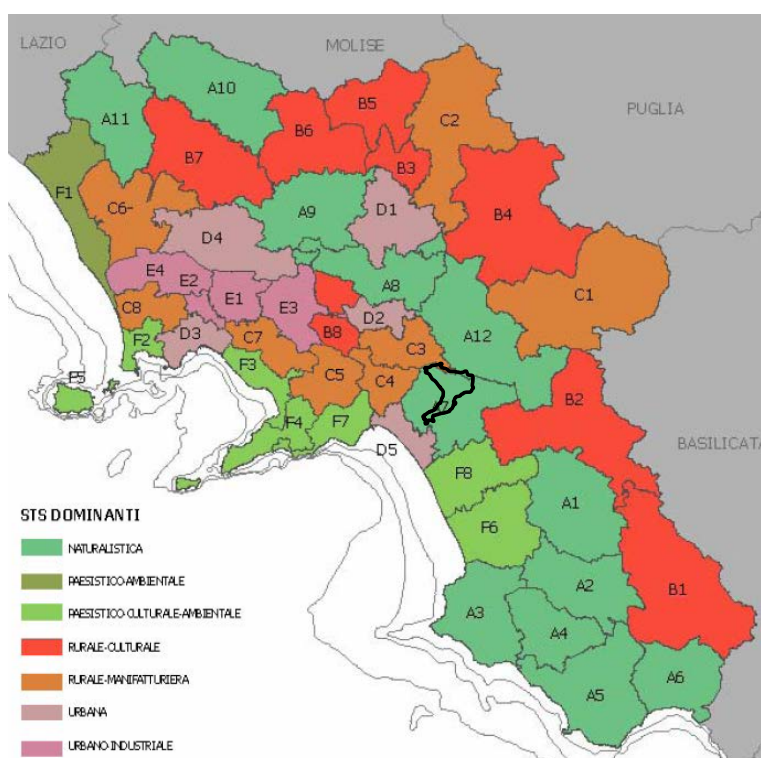 LAZIO
MOLISE
PUGLIA
BASILICATA
A11
A10
B5
C2
B6
B7
B3
F1
C6-
A9
D1
B4
D4
E4
E2
E1
E3
A8
C1
C8
D2
F2
D3
C7
B8
C3
A12
F3
F5
C5
C4
B2
F4
F7
D5
F8
A1
F6
A2
B1
A3
A4
A5
A6
STS DOMINANTI
NATURALISTICA
PAESISTICO-AMBIENTALE
PAESISTICO-CULTURALE-AMBIENTALE
RURALE-CULTURALE
RURALE-MANIFATTURIERA
URBANA
URBANO INDUSTRIALE